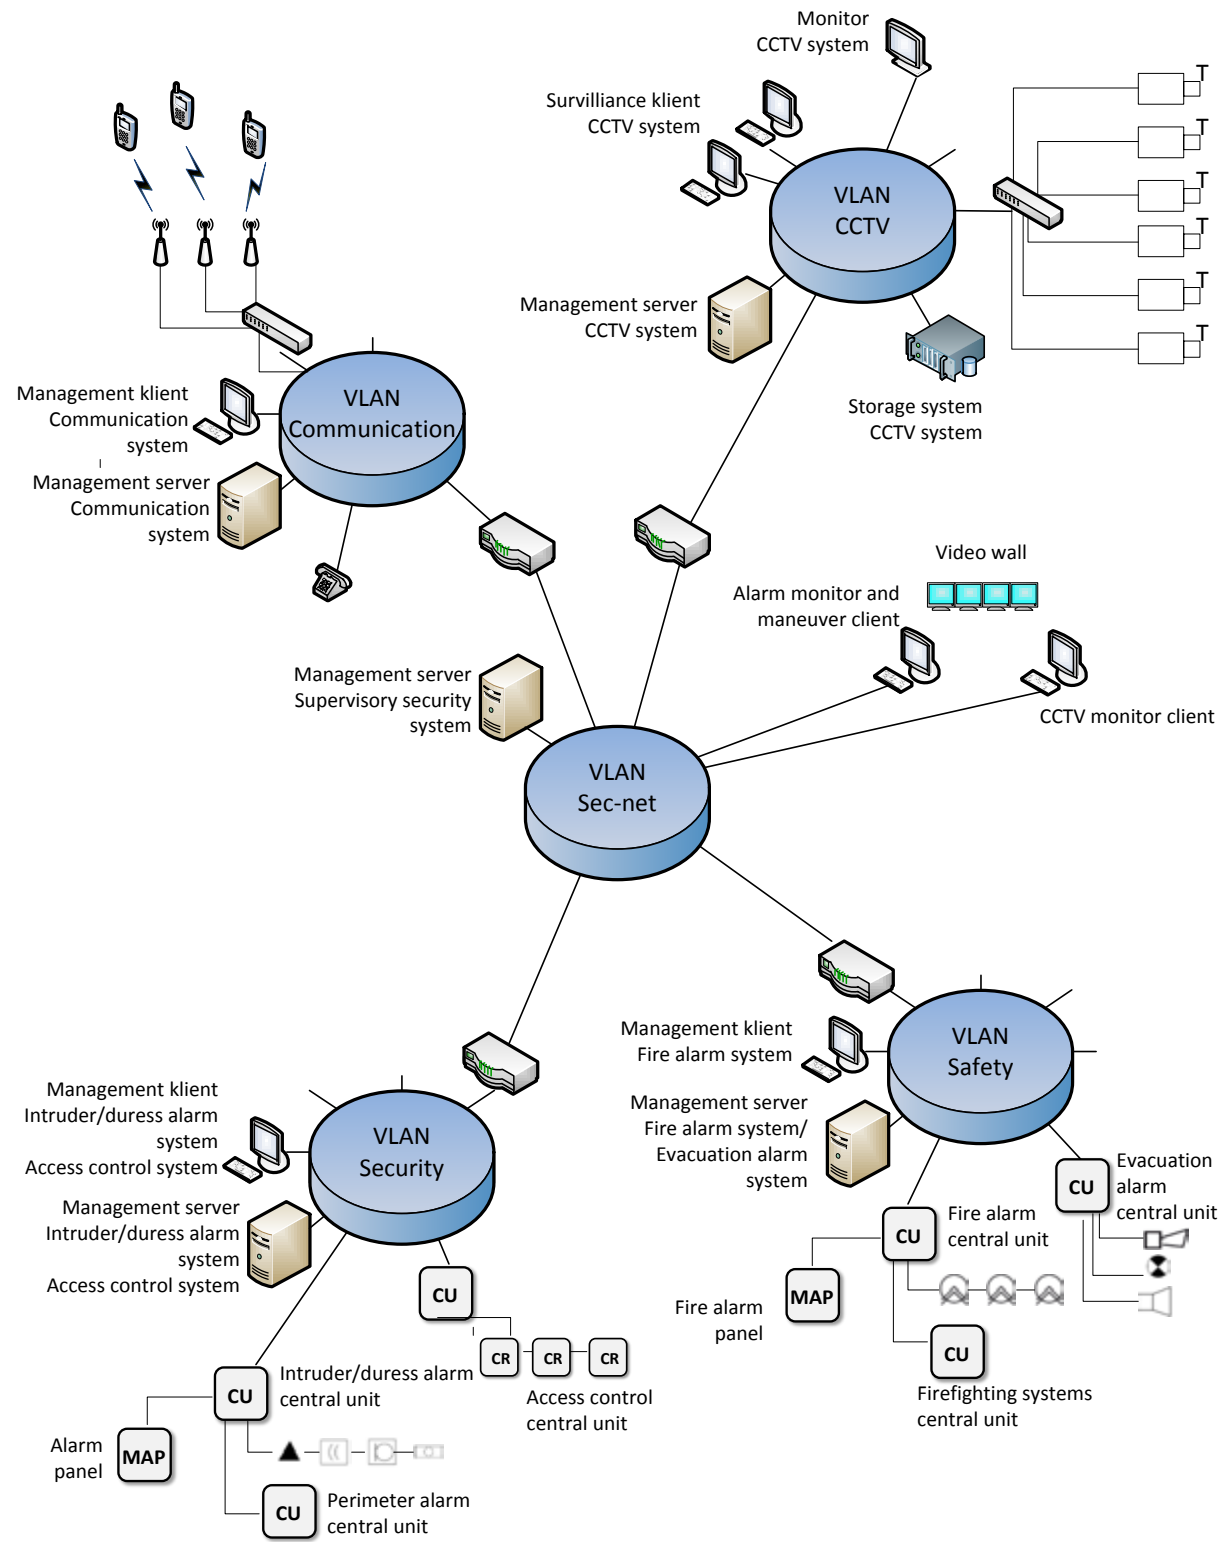 Monitor
CCTV system
Survilliance klient
CCTV system
VLAN
CCTV
Management server
CCTV system
Storage system
CCTV system
Management klient
Communication
system
VLAN
Communication
Management server
Communication
system
Video wall
Alarm monitor and
maneuver client
CCTV monitor client
Management server
Supervisory security
system
VLAN
Sec-net
Management klient
Fire alarm system
VLAN
Safety
Management server
Fire alarm system/
Evacuation alarm
system
Management klient
Intruder/duress alarm
system
Access control system
VLAN
Security
Management server
Intruder/duress alarm
system
Access control system
CU
Evacuation
alarm
central unit
CU
Fire alarm
central unit
MAP
Fire alarm
panel
CU
Firefighting systems
central unit
CU
CR
CR
CR
Access control
central unit
CU
Intruder/duress alarm
central unit
Alarm
panel
MAP
CU
Perimeter alarm
central unit